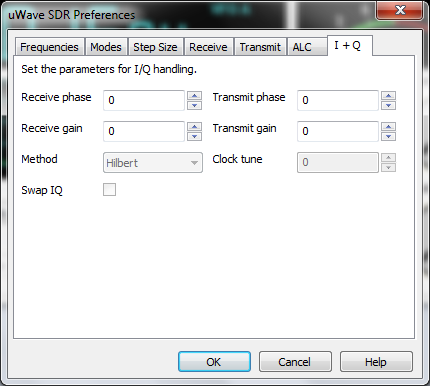 uWave SDR Preferences
Frequencies Modes Step Size Receive Transmit ALC I + Q
Set the parameters for I/Q handling.
Receive phase 0 Transmit phase 0
Receive gain 0 Transmit gain 0
Method Hilbert Clock tune 0
Swap IQ
OK Cancel Help